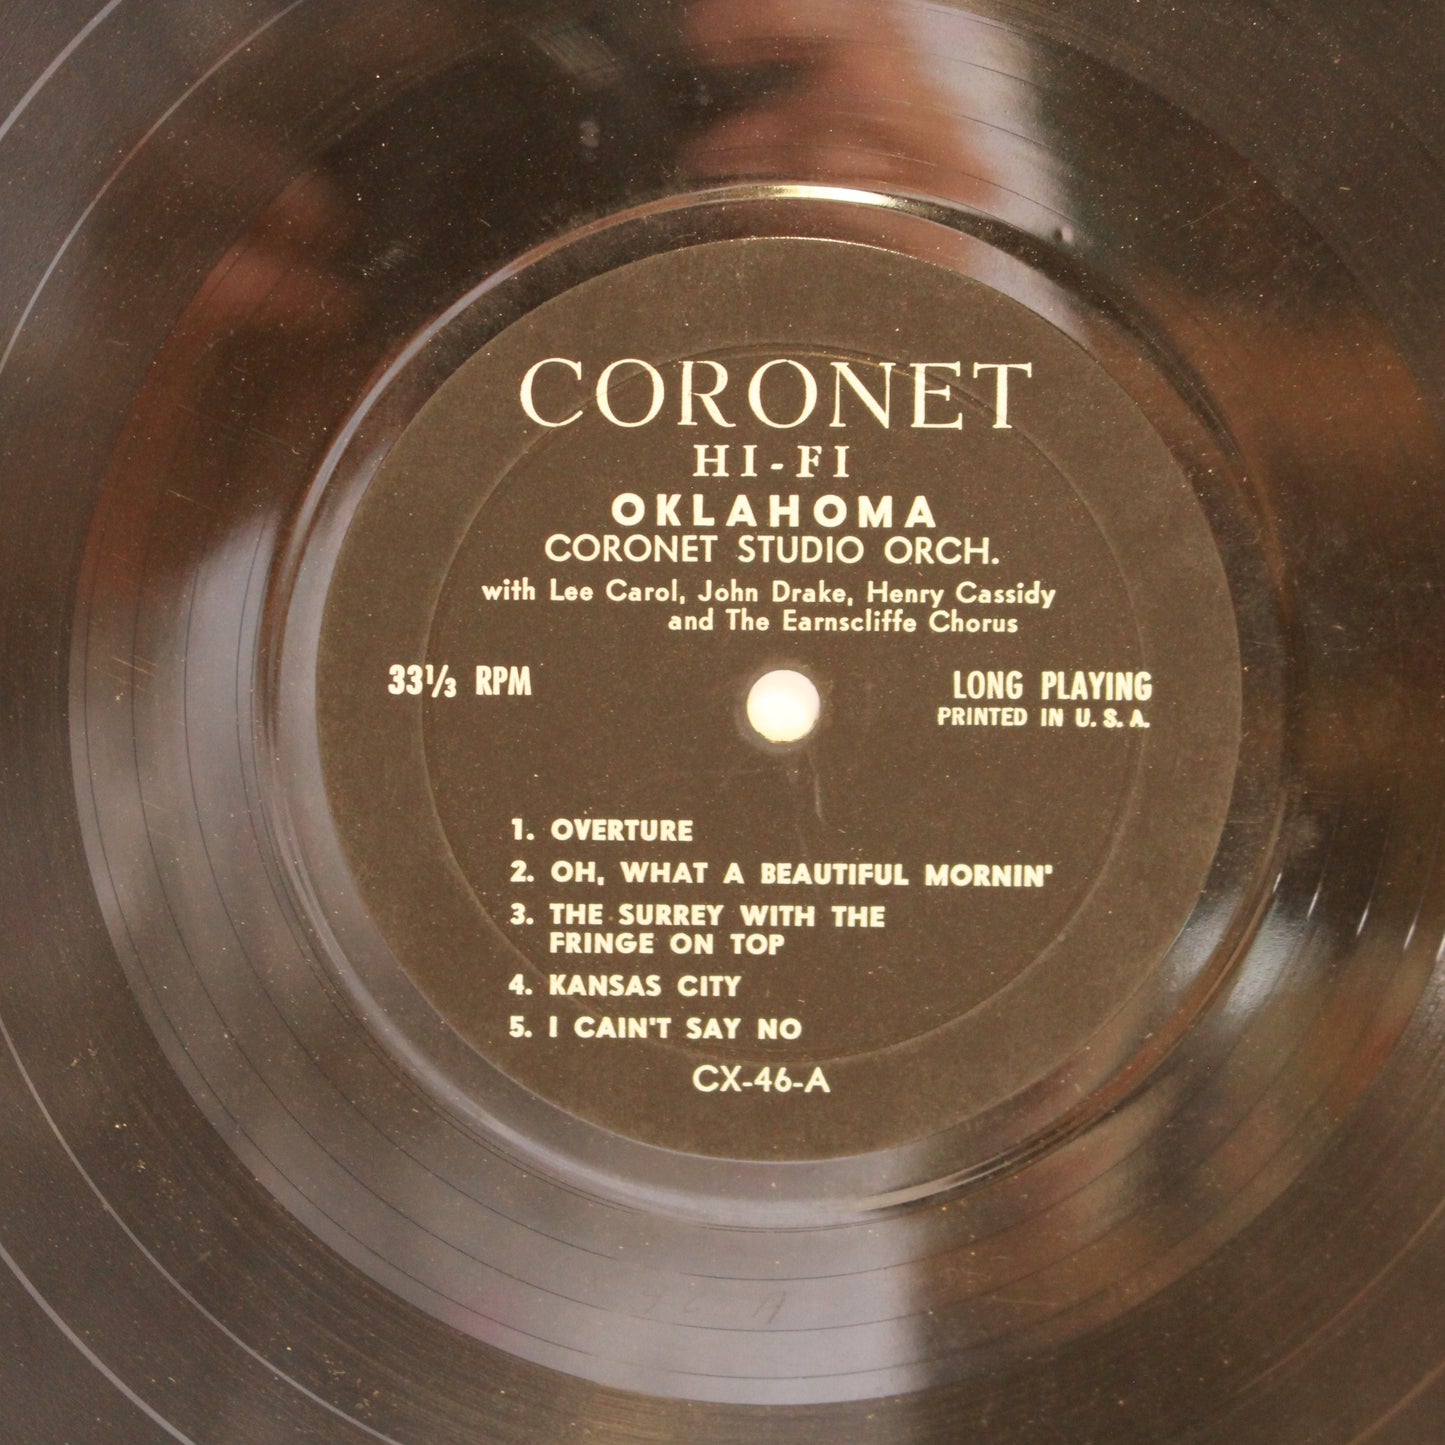 CORONET
HI-FI
OKLAHOMA
CORONET STUDIO ORCH.
with Lee Carol, John Drake, Henry Cassidy
and The Earnscliffe Chorus
33 1/3 RPM
LONG PLAYING
PRINTED IN U. S. A.
1. OVERTURE
2. OH, WHAT A BEAUTIFUL MORNIN'
3. THE SURREY WITH THE
FRINGE ON TOP
4. KANSAS CITY
5. I CAIN'T SAY NO
CX-46-A